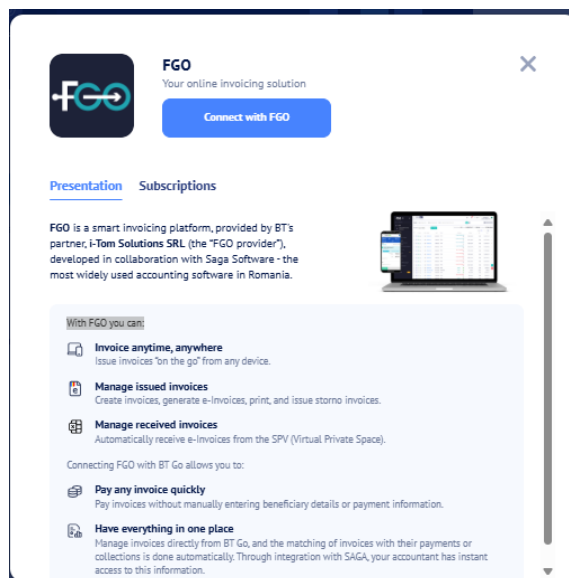 FGO
FGO
Your online invoicing solution
Connect with FGO
Presentation
Subscriptions
FGO is a smart invoicing platform, provided by BT's
partner, i-Tom Solutions SRL (the "FGO provider"),
developed in collaboration with Saga Software - the
most widely used accounting software in Romania.
With FGO you can:
Invoice anytime, anywhere
Issue invoices "on the go" from any device.
Manage issued invoices
Create invoices, generate e-Invoices, print, and issue storno invoices.
Manage received invoices
Automatically receive e-Invoices from the SPV (Virtual Private Space).
Connecting FGO with BT Go allows you to:
Pay any invoice quickly
Pay invoices without manually entering beneficiary details or payment information.
Have everything in one place
Manage invoices directly from BT Go, and the matching of invoices with their payments or
collections is done automatically. Through integration with SAGA, your accountant has instant
access to this information.